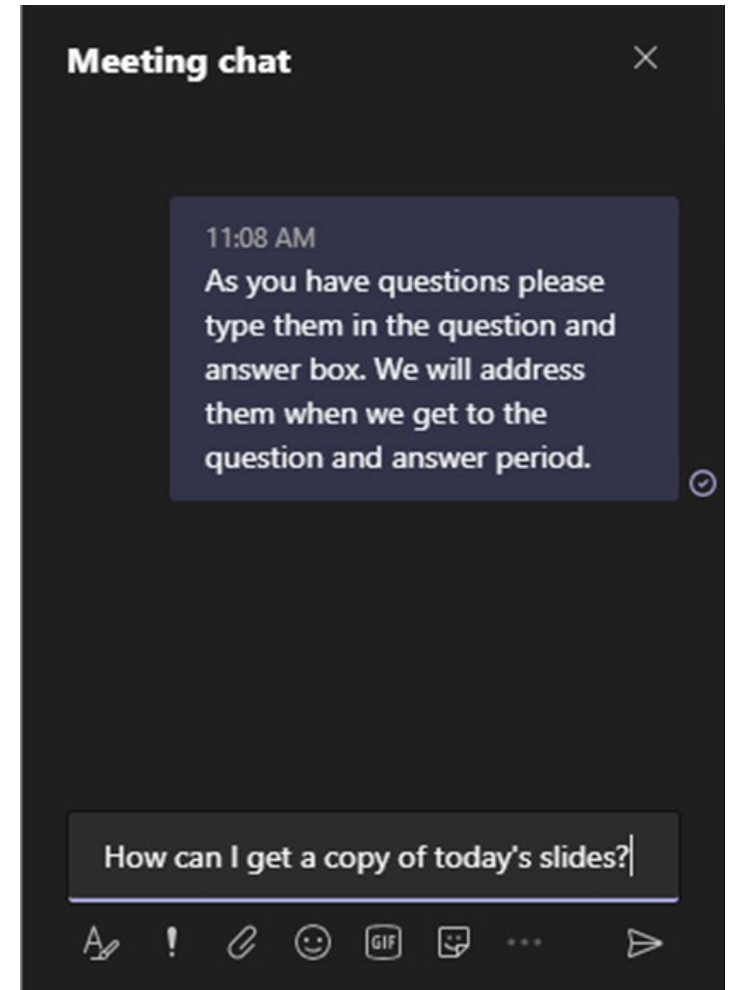 Meeting chat
11:08 AM
As you have questions please
type them in the question and
answer box. We will address
them when we get to the
question and answer period.
How can I get a copy of today's slides?
GIF